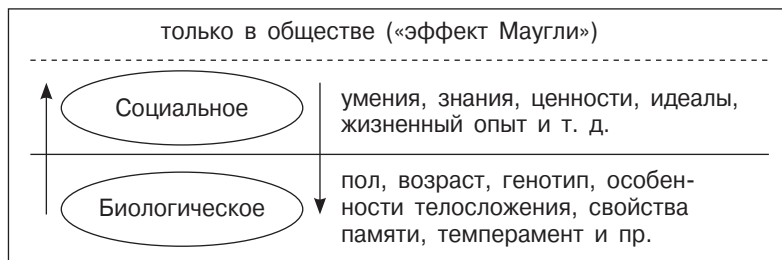 только в обществе («эффект Маугли»)
Социальное
умения, знания, ценности, идеалы,
жизненный опыт и т. д.
Биологическое
пол, возраст, генотип, особен-
ности телосложения, свойства
памяти, темперамент и пр.